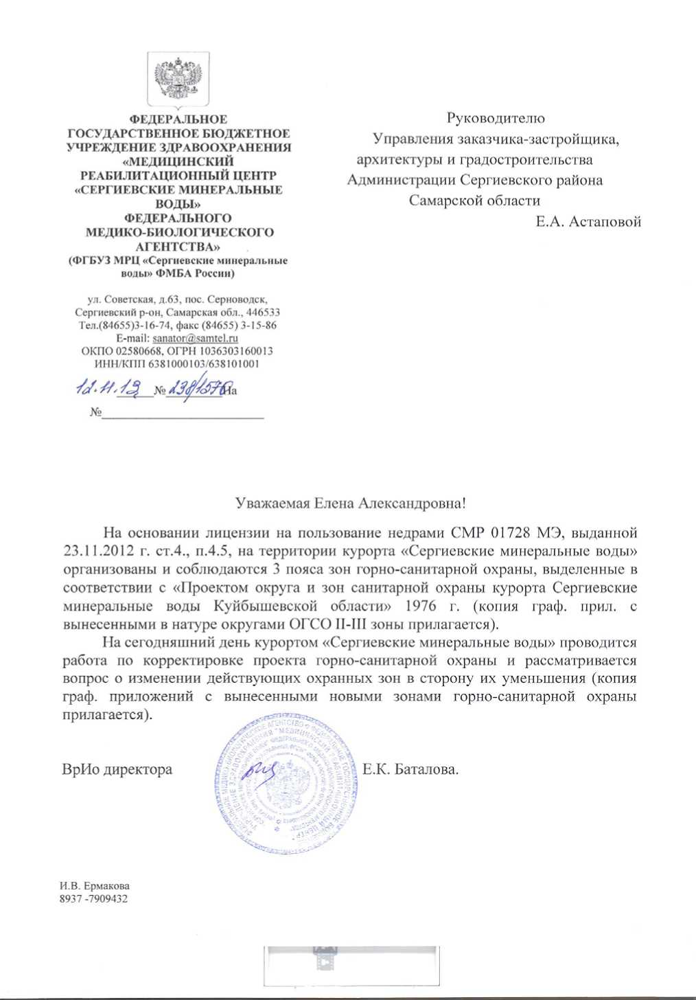 ФЕДЕРАЛЬНОЕ
ГОСУДАРСТВЕННОЕ БЮДЖЕТНОЕ
УЧРЕЖДЕНИЕ ЗДРАВООХРАНЕНИЯ
«МЕДИЦИНСКИЙ
РЕАБИЛИТАЦИОННЫЙ ЦЕНТР
«СЕРГИЕВСКИЕ МИНЕРАЛЬНЫЕ
ВОДЫ»
ФЕДЕРАЛЬНОГО
МЕДИКО-БИОЛОГИЧЕСКОГО
АГЕНТСТВА»
(ФГБУЗ МРЦ «Сергиевские минеральные
воды» ФМБА России)
ул. Советская, д.63, пос. Серноводск,
Сергиевский р-он, Самарская обл., 446533
Тел.(84655)3-16-74, факс (84655) 3-15-86
E-mail: sanator@samtel.ru
ОКПО 02580668, ОГРН 1036303160013
ИНН/КПП 6381000103/638101001
12.11.13 № 238/1576 На
№
Руководителю
Управления заказчика-застройщика,
архитектуры и градостроительства
Администрации Сергиевского района
Самарской области
Е.А. Астаповой
Уважаемая Елена Александровна!
На основании лицензии на пользование недрами СМР 01728 МЭ, выданной
23.11.2012 г. ст.4., п.4.5, на территории курорта «Сергиевские минеральные воды»
организованы и соблюдаются 3 пояса зон горно-санитарной охраны, выделенные в
соответствии с «Проектом округа и зон санитарной охраны курорта Сергиевские
минеральные воды Куйбышевской области» 1976 г. (копия граф. прил. с
вынесенными в натуре округами ОГСО II-III зоны прилагается).
На сегодняшний день курортом «Сергиевские минеральные воды» проводится
работа по корректировке проекта горно-санитарной охраны и рассматривается
вопрос о изменении действующих охранных зон в сторону их уменьшения (копия
граф. приложений с вынесенными новыми зонами горно-санитарной охраны
прилагается).
ВрИо директора Е.К. Баталова.
И.В. Ермакова
8937 -7909432